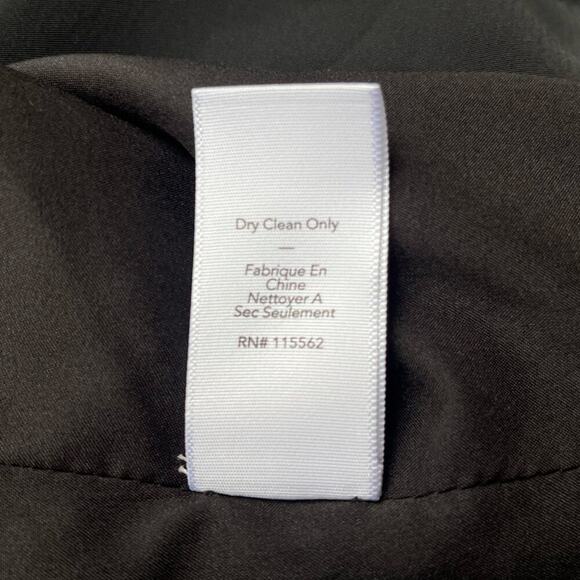 Dry Clean Only
—
Fabrique En
Chine
Nettoyer A
Sec Seulement
RN# 115562